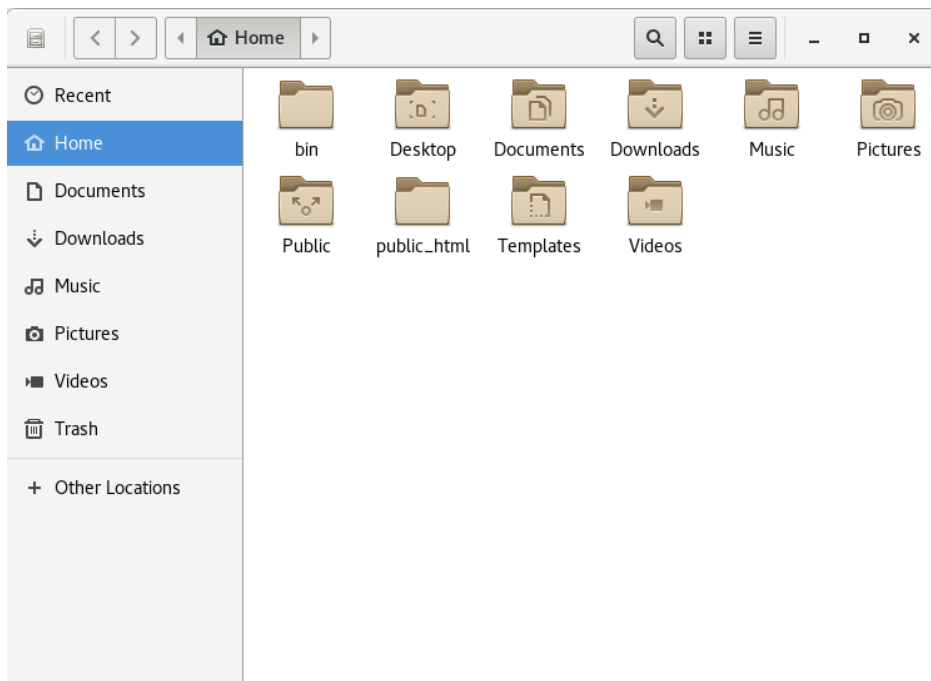 Home
Recent
Home
Documents
Downloads
Music
Pictures
Videos
Trash
Other Locations
bin Desktop Documents Downloads Music Pictures
Public public_html Templates Videos